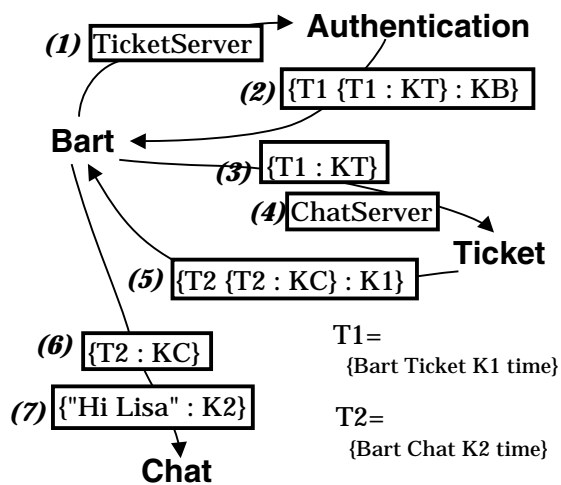 (1) TicketServer
Authentication
(2) {T1 {T1 : KT} : KB}
Bart
(3) {T1 : KT}
(4) ChatServer
Ticket
(5) {T2 {T2 : KC} : K1}
(6) {T2 : KC}
(7) {"Hi Lisa" : K2}
Chat
T1=
{Bart Ticket K1 time}
T2=
{Bart Chat K2 time}